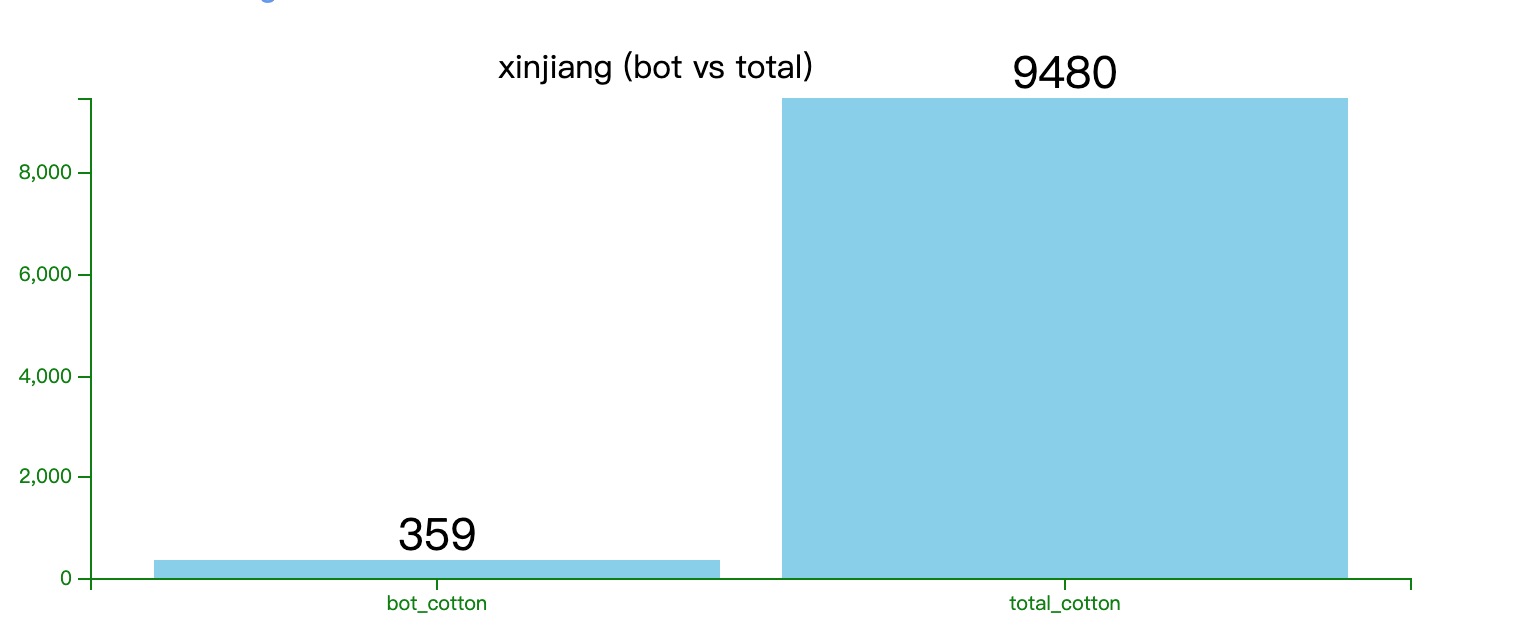 xinjiang (bot vs total)
9480
8,000
6,000
4,000
2,000
359
0
bot_cotton
total_cotton